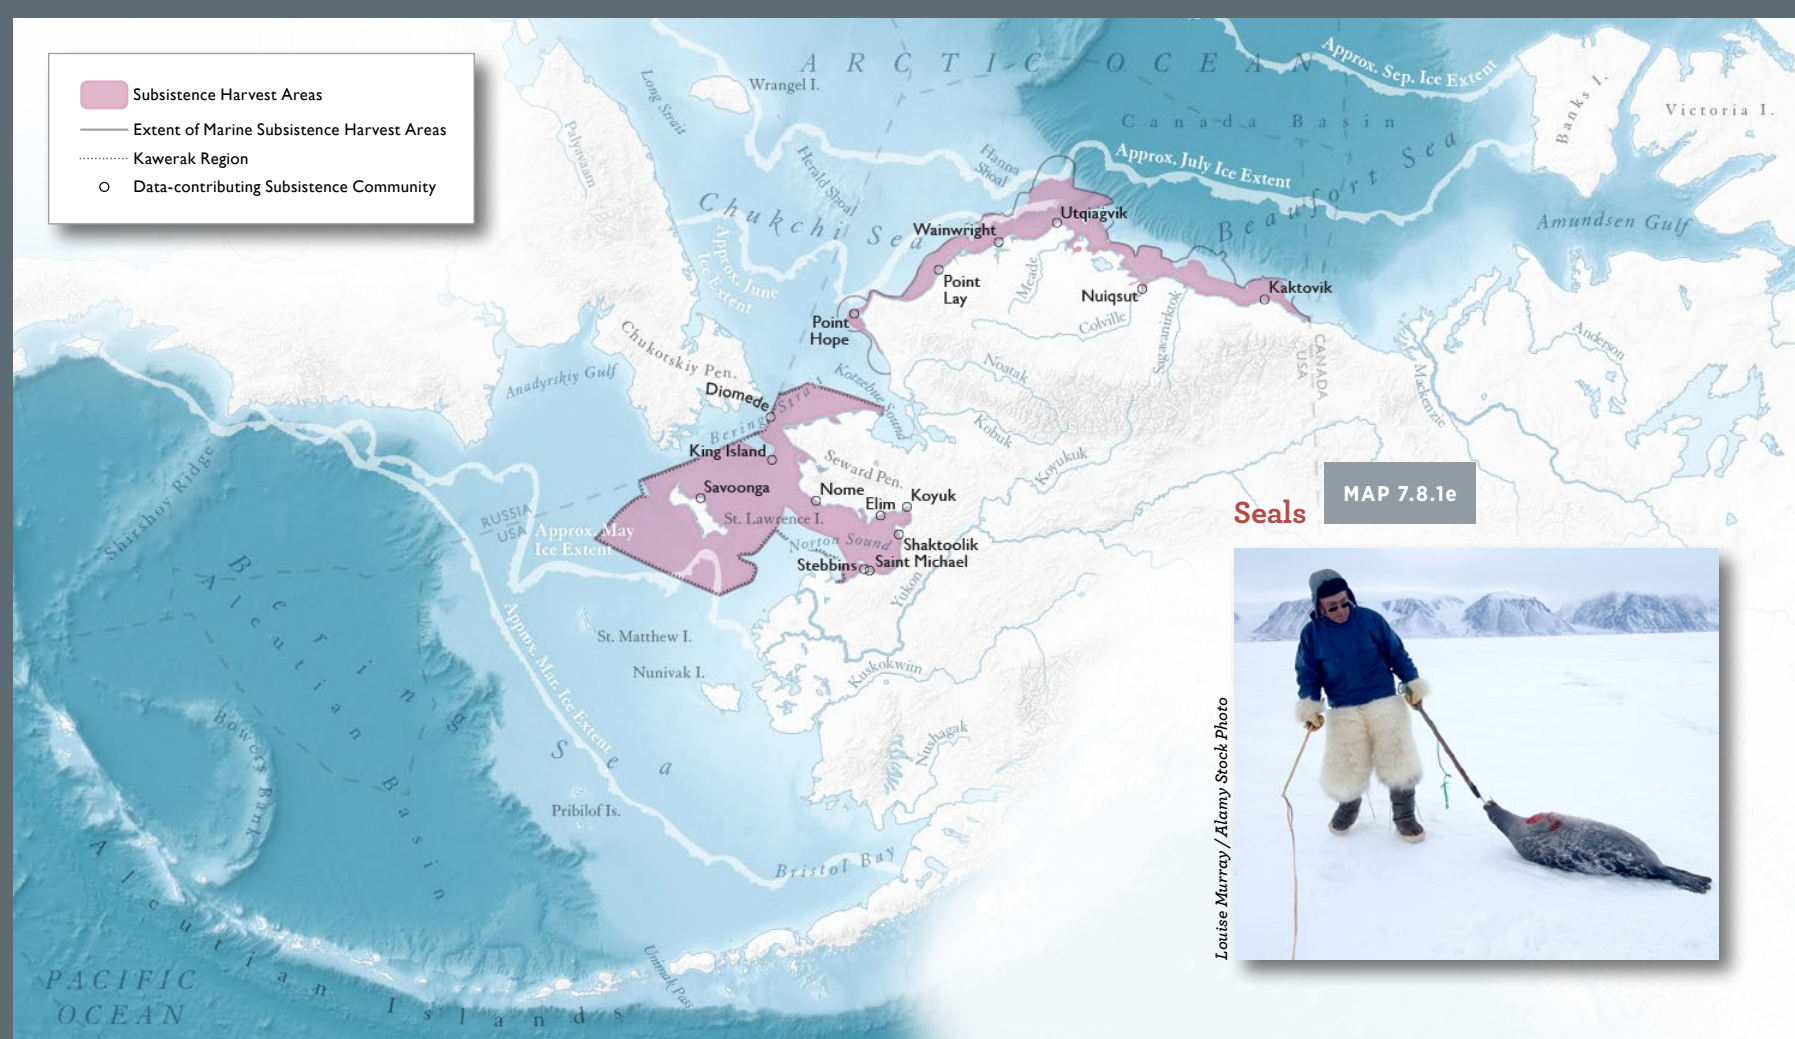 Subsistence Harvest Areas
Extent of Marine Subsistence Harvest Areas
Kawerak Region
Data-contributing Subsistence Community
ARCTIC OCEAN
Approx. Sep. Ice Extent
Wrangel I.
Long Strait
Banks I.
Victoria I.
Canada Basin
Palyavaam
Herald Shoal
Hanna
Shoal
Approx. July Ice Extent
Beaufort Sea
Chukchi Sea
Utqiaġvik
Wainwright
Amundsen Gulf
Approx. June
Ice Extent
Point
Lay
Meade
Nuiqsut
Kaktovik
Colville
Sagavanirktok
Point
Hope
CANADA
USA
Anderson
Mackenzie
Chukotskiy Pen.
Anadyrskiy Gulf
Kotzebue Sound
Noatak
Diomede
Bering Strait
Kobuk
Koyukuk
King Island
Seward Pen.
Savoonga
Nome
Koyuk
Elim
Shirshov Ridge
RUSSIA
USA
St. Lawrence I.
Approx. May
Ice Extent
Norton Sound
Shaktoolik
Stebbins
Saint Michael
Yukon
Seals
MAP 7.8.1e
Aleutian Basin
Bering Sea
Approx. Mar. Ice Extent
St. Matthew I.
Nunivak I.
Kuskokwim
Nushagak
Bowers Bank
Pribilof Is.
Bristol Bay
Aleutian Islands
Unimak Pass
PACIFIC
OCEAN
Louise Murray / Alamy Stock Photo